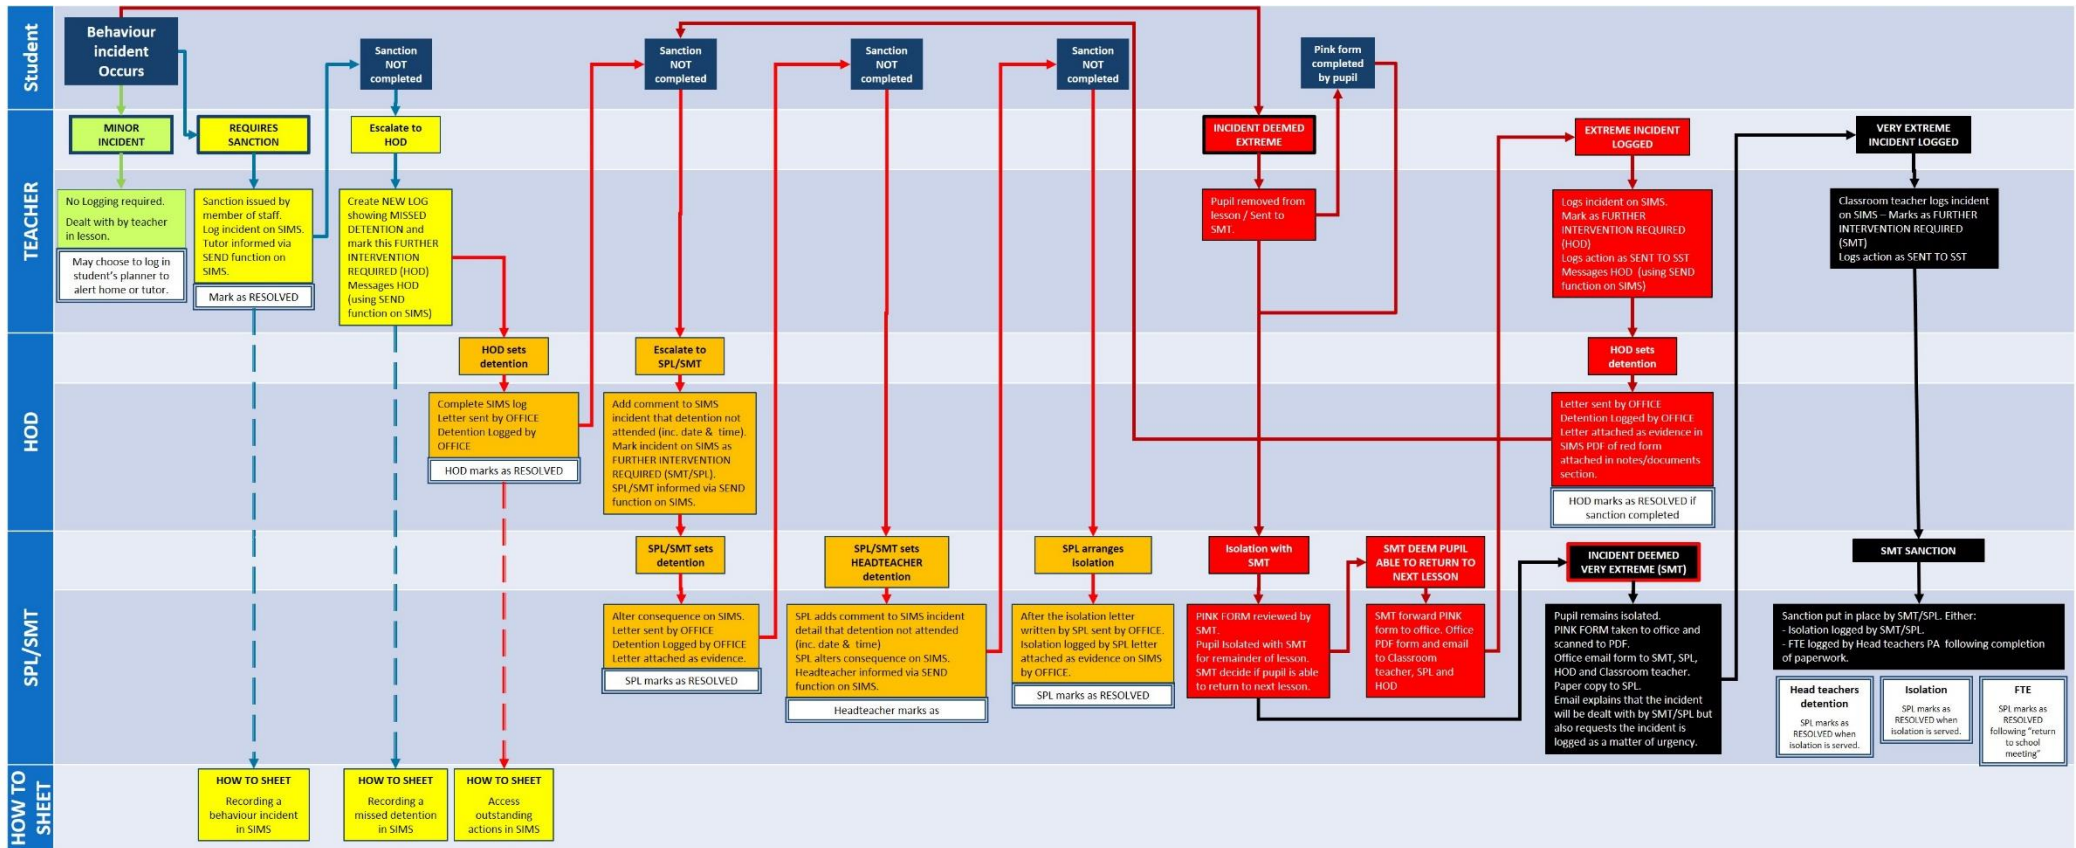 Student
Behaviour
incident
Occurs
Sanction
NOT
completed
Sanction
NOT
completed
Sanction
NOT
completed
Sanction
NOT
completed
Pink form
completed
by pupil
TEACHER
MINOR
INCIDENT
No Logging required.
Dealt with by teacher
in lesson.
May choose to log in
student's planner to
alert home or tutor.
REQUIRES
SANCTION
Sanction issued by
member of staff.
Log incident on SIMS.
Tutor informed via
SEND function on
SIMS.
Mark as RESOLVED
Escalate to
HOD
Create NEW LOG
showing MISSED
DETENTION and
mark this FURTHER
INTERVENTION
REQUIRED (HOD)
Messages HOD
(using SEND
function on SIMS)
INCIDENT DEEMED
EXTREME
Pupil removed from
lesson / Sent to
SMT.
EXTREME INCIDENT
LOGGED
Logs incident on SIMS.
Mark as FURTHER
INTERVENTION REQUIRED
(HOD)
Logs action as SENT TO SST
Messages HOD (using SEND
function on SIMS)
VERY EXTREME
INCIDENT LOGGED
Classroom teacher logs incident
on SIMS – Marks as FURTHER
INTERVENTION REQUIRED
(SMT)
Logs action as SENT TO SST
HOD
HOD sets
detention
Complete SIMS log
Letter sent by OFFICE
Detention Logged by
OFFICE
HOD marks as RESOLVED
Escalate to
SPL/SMT
Add comment to SIMS
incident that detention not
attended (inc. date & time).
Mark incident on SIMS as
FURTHER INTERVENTION
REQUIRED (SMT/SPL).
SPL/SMT informed via SEND
function on SIMS.
HOD sets
detention
Letter sent by OFFICE
Detention Logged by OFFICE
Letter attached as evidence in
SIMS PDF of red form
attached in notes/documents
section.
HOD marks as RESOLVED if
sanction completed
SPL/SMT
SPL/SMT sets
detention
Alter consequence on SIMS.
Letter sent by OFFICE
Detention Logged by OFFICE
Letter attached as evidence.
SPL marks as RESOLVED
SPL/SMT sets
HEADTEACHER
detention
SPL adds comment to SIMS incident
detail that detention not attended
(inc. date & time)
SPL alters consequence on SIMS.
Headteacher informed via SEND
function on SIMS.
Headteacher marks as
SPL arranges
isolation
After the isolation letter
written by SPL sent by OFFICE.
Isolation logged by SPL letter
attached as evidence on SIMS
by OFFICE.
SPL marks as RESOLVED
Isolation with
SMT
PINK FORM reviewed by
SMT.
Pupil Isolated with SMT
for remainder of lesson.
SMT decide if pupil is able
to return to next lesson.
SMT DEEM PUPIL
ABLE TO RETURN TO
NEXT LESSON
SMT forward PINK
form to office. Office
PDF form and email
to Classroom
teacher, SPL and
HOD
INCIDENT DEEMED
VERY EXTREME (SMT)
Pupil remains isolated.
PINK FORM taken to office and
scanned to PDF.
Office email form to SMT, SPL,
HOD and Classroom teacher.
Paper copy to SPL.
Email explains that the incident
will be dealt with by SMT/SPL but
also requests the incident is
logged as a matter of urgency.
SMT SANCTION
Sanction put in place by SMT/SPL. Either:
- Isolation logged by SMT/SPL.
- FTE logged by Head teachers PA following completion
of paperwork.
Head teachers
detention
SPL marks as
RESOLVED when
isolation is served.
Isolation
SPL marks as
RESOLVED when
isolation is served.
FTE
SPL marks as
RESOLVED
following "return
to school
meeting"
HOW TO
SHEET
HOW TO SHEET
Recording a
behaviour incident
in SIMS
HOW TO SHEET
Recording a
missed detention
in SIMS
HOW TO SHEET
Access
outstanding
actions in SIMS